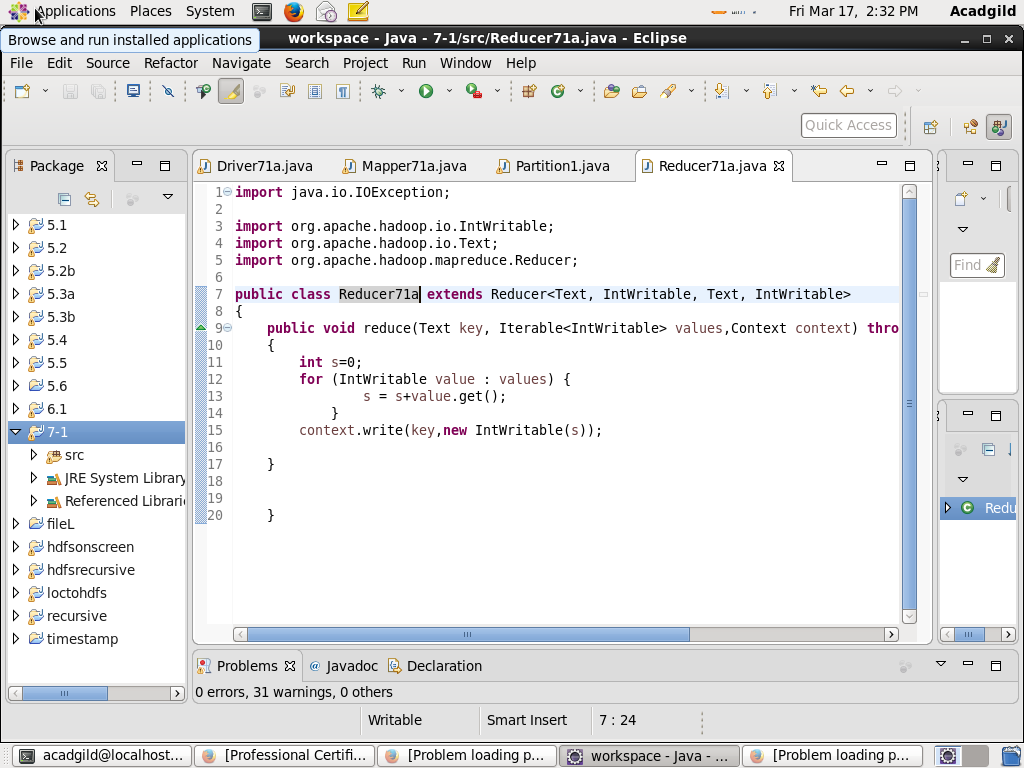 Applications Places System Fri Mar 17, 2:32 PM Acadgild
Browse and run installed applications
workspace - Java - 7-1/src/Reducer71a.java - Eclipse
File Edit Source Refactor Navigate Search Project Run Window Help
Quick Access
Package
Driver71a.java Mapper71a.java Partition1.java Reducer71a.java
5.1
5.2
5.2b
5.3a
5.3b
5.4
5.5
5.6
6.1
7-1
src
JRE System Library
Referenced Librari
fileL
hdfsonscreen
hdfsrecursive
loctohdfs
recursive
timestamp
1 import java.io.IOException;
2
3 import org.apache.hadoop.io.IntWritable;
4 import org.apache.hadoop.io.Text;
5 import org.apache.hadoop.mapreduce.Reducer;
6
7 public class Reducer71a extends Reducer<Text, IntWritable, Text, IntWritable>
8 {
9 public void reduce(Text key, Iterable<IntWritable> values,Context context) thro
10 {
11 int s=0;
12 for (IntWritable value : values) {
13 s = s+value.get();
14 }
15 context.write(key,new IntWritable(s));
16
17 }
18
19
20 }
Find
Redu
Problems Javadoc Declaration
0 errors, 31 warnings, 0 others
Writable Smart Insert 7 : 24
acadgild@localhost... [Professional Certifi... [Problem loading p... workspace - Java - ... [Problem loading p...